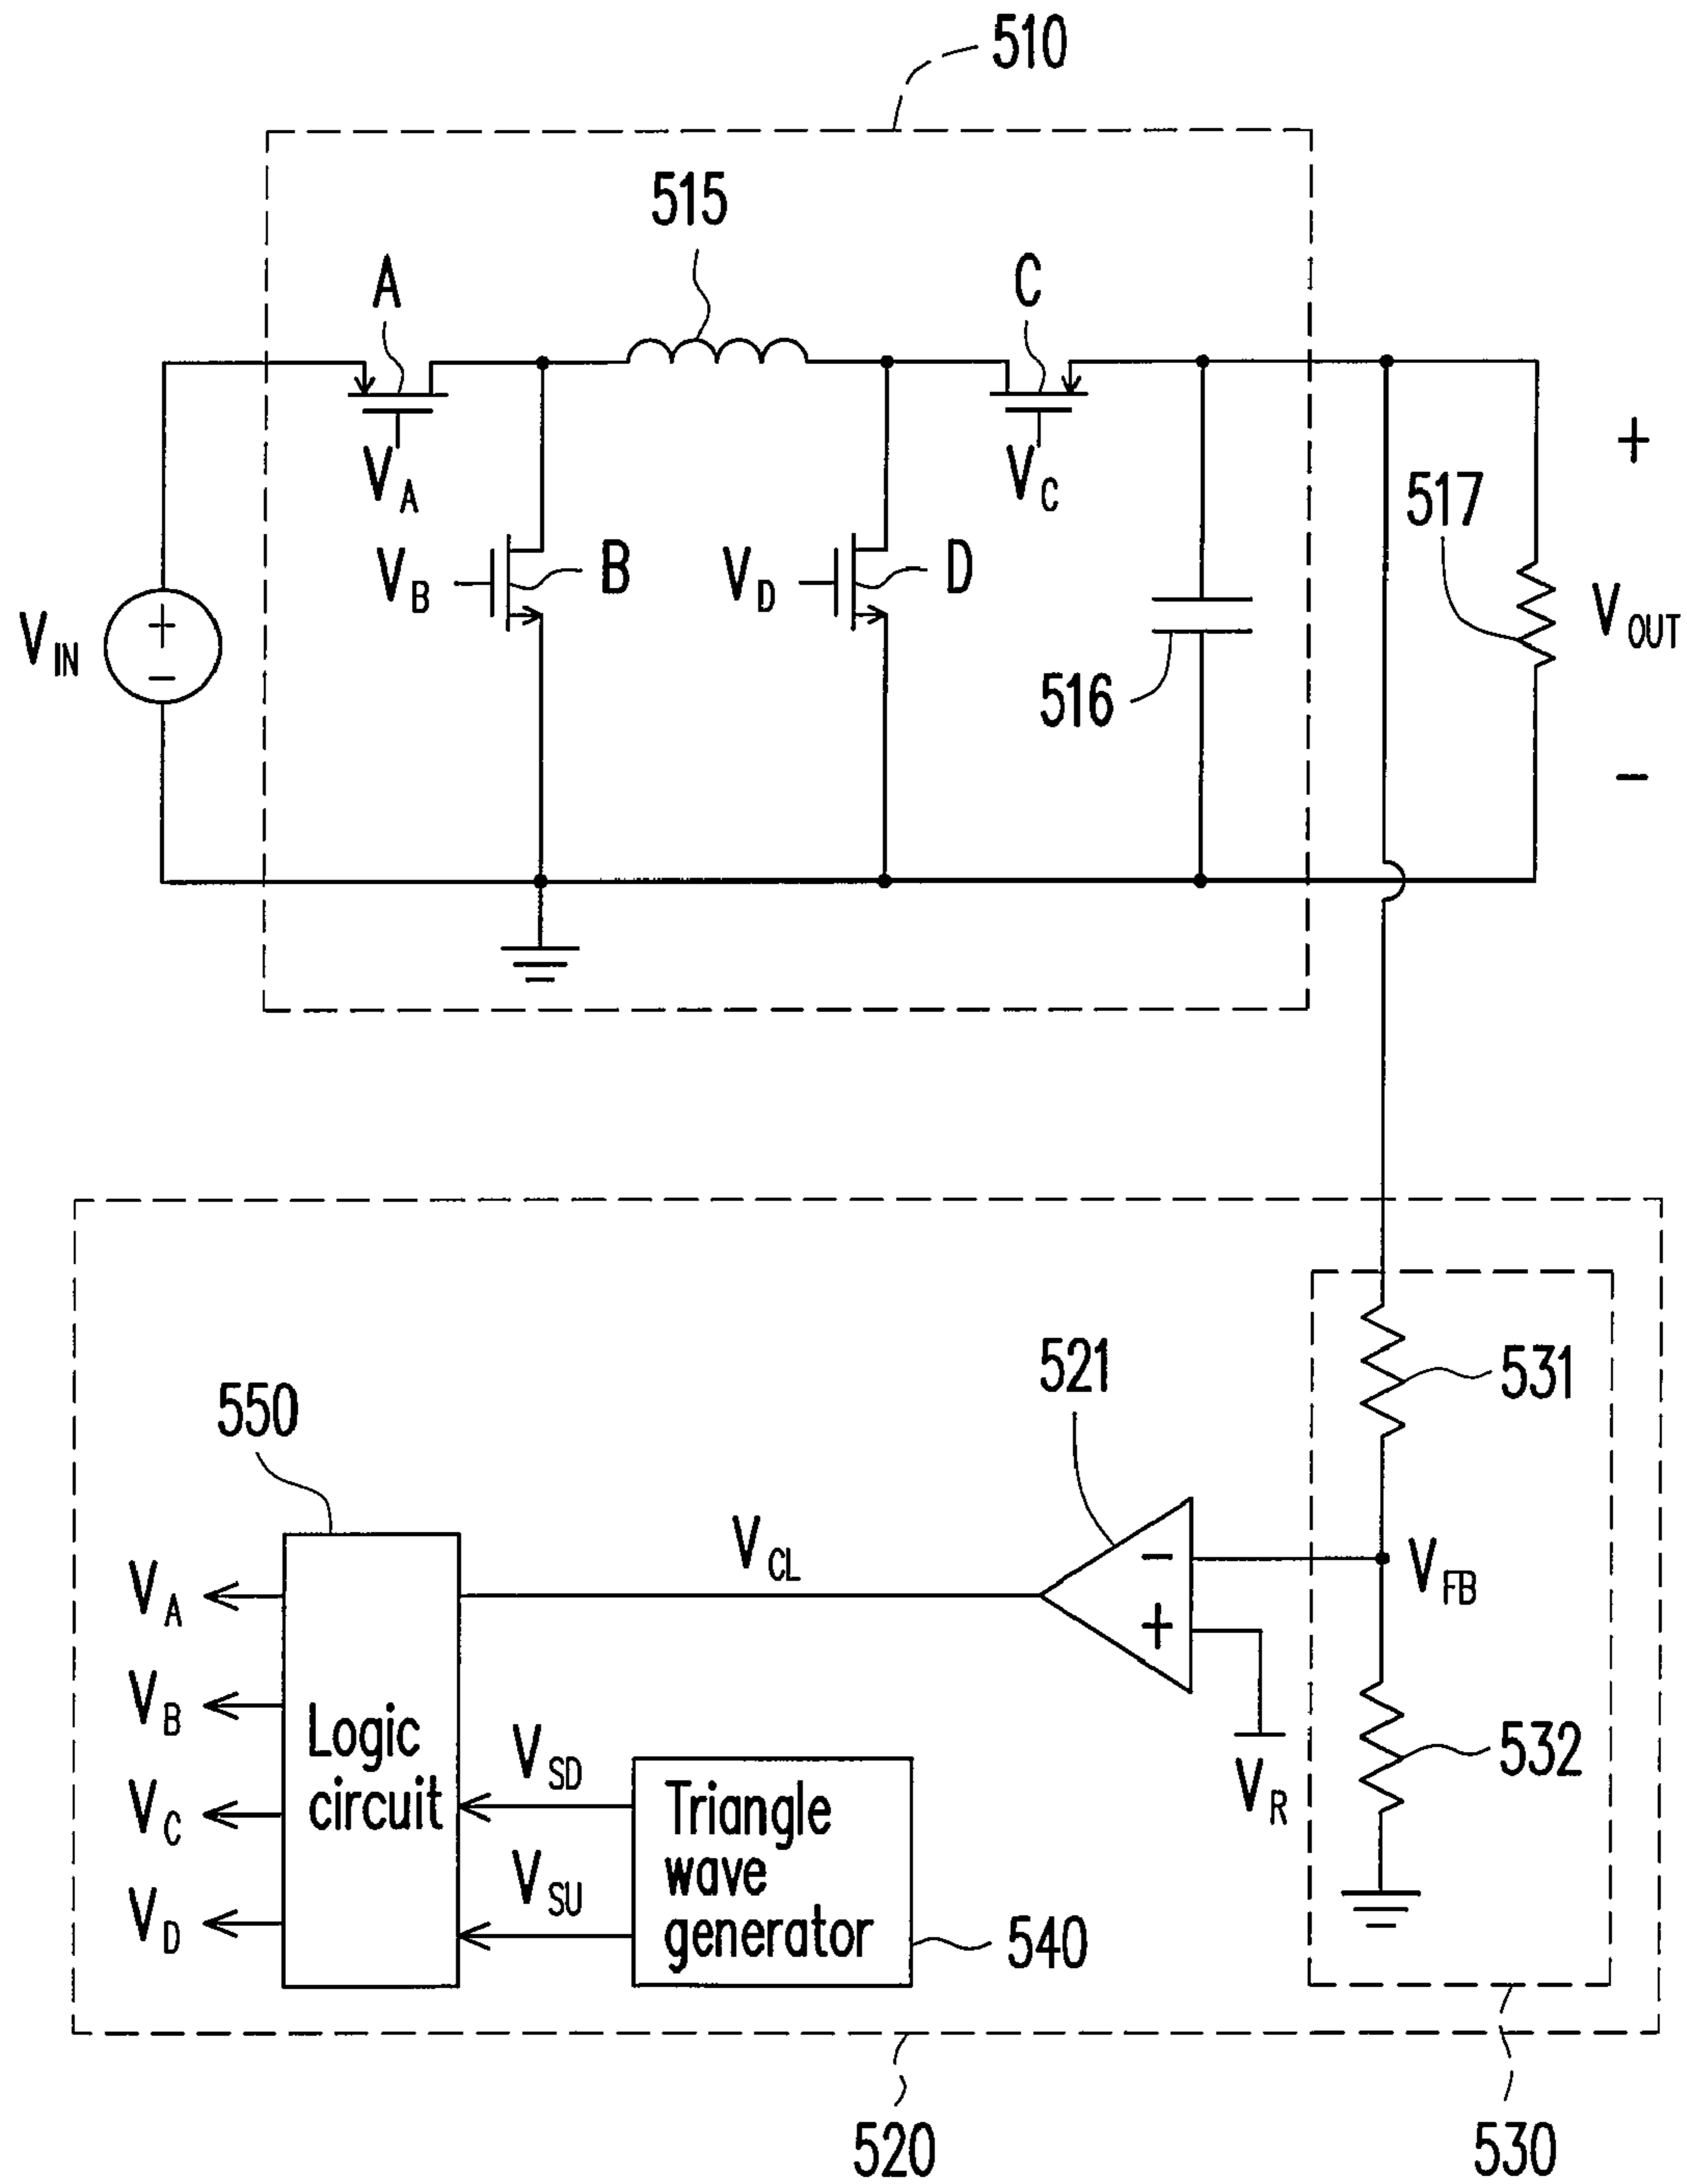 510
515
A
C
V_A
V_C
517
V_B
B
V_D
D
+
V_IN
+
−
V_OUT
516
−
531
521
550
V_CL
−
V_FB
V_A
+
V_B
Logic
circuit
V_SD
Triangle
wave
generator
V_R
532
V_C
V_SU
V_D
540
520
530